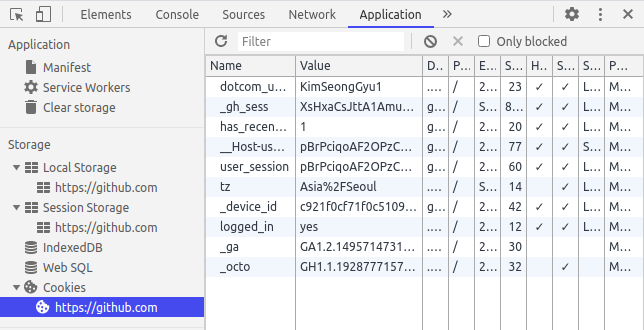 Elements Console Sources Network Application »
Application
Manifest
Service Workers
Clear storage
Storage
Local Storage
https://github.com
Session Storage
https://github.com
IndexedDB
Web SQL
Cookies
https://github.com
Filter Only blocked
Name Value D.. P.. E.. S.. H.. S.. S.. P..
dotcom_u... KimSeongGyu1 .... / 2... 23 ✓ ✓ L... M...
_gh_sess XsHxaCsJttA1Amu... g... / S... 8... ✓ ✓ L... M...
has_recen... 1 g... / 2... 20 ✓ ✓ L... M...
__Host-us... pBrPciqoAF2OPzC... g... / 2... 77 ✓ ✓ S... M...
user_session pBrPciqoAF2OPzC... g... / 2... 60 ✓ ✓ L... M...
tz Asia%2FSeoul .... / S... 14 ✓ L... M...
_device_id c921f0cf71f0c5109... g... / 2... 42 ✓ ✓ L... M...
logged_in yes .... / 2... 12 ✓ ✓ L... M...
_ga GA1.2.1495714731... .... / 2... 30 M...
_octo GH1.1.1928777157... .... / 2... 32 ✓ M...